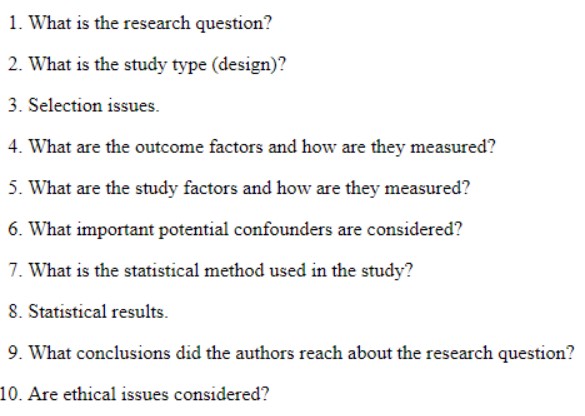 1. What is the research question?
2. What is the study type (design)?
3. Selection issues.
4. What are the outcome factors and how are they measured?
5. What are the study factors and how are they measured?
6. What important potential confounders are considered?
7. What is the statistical method used in the study?
8. Statistical results.
9. What conclusions did the authors reach about the research question?
10. Are ethical issues considered?